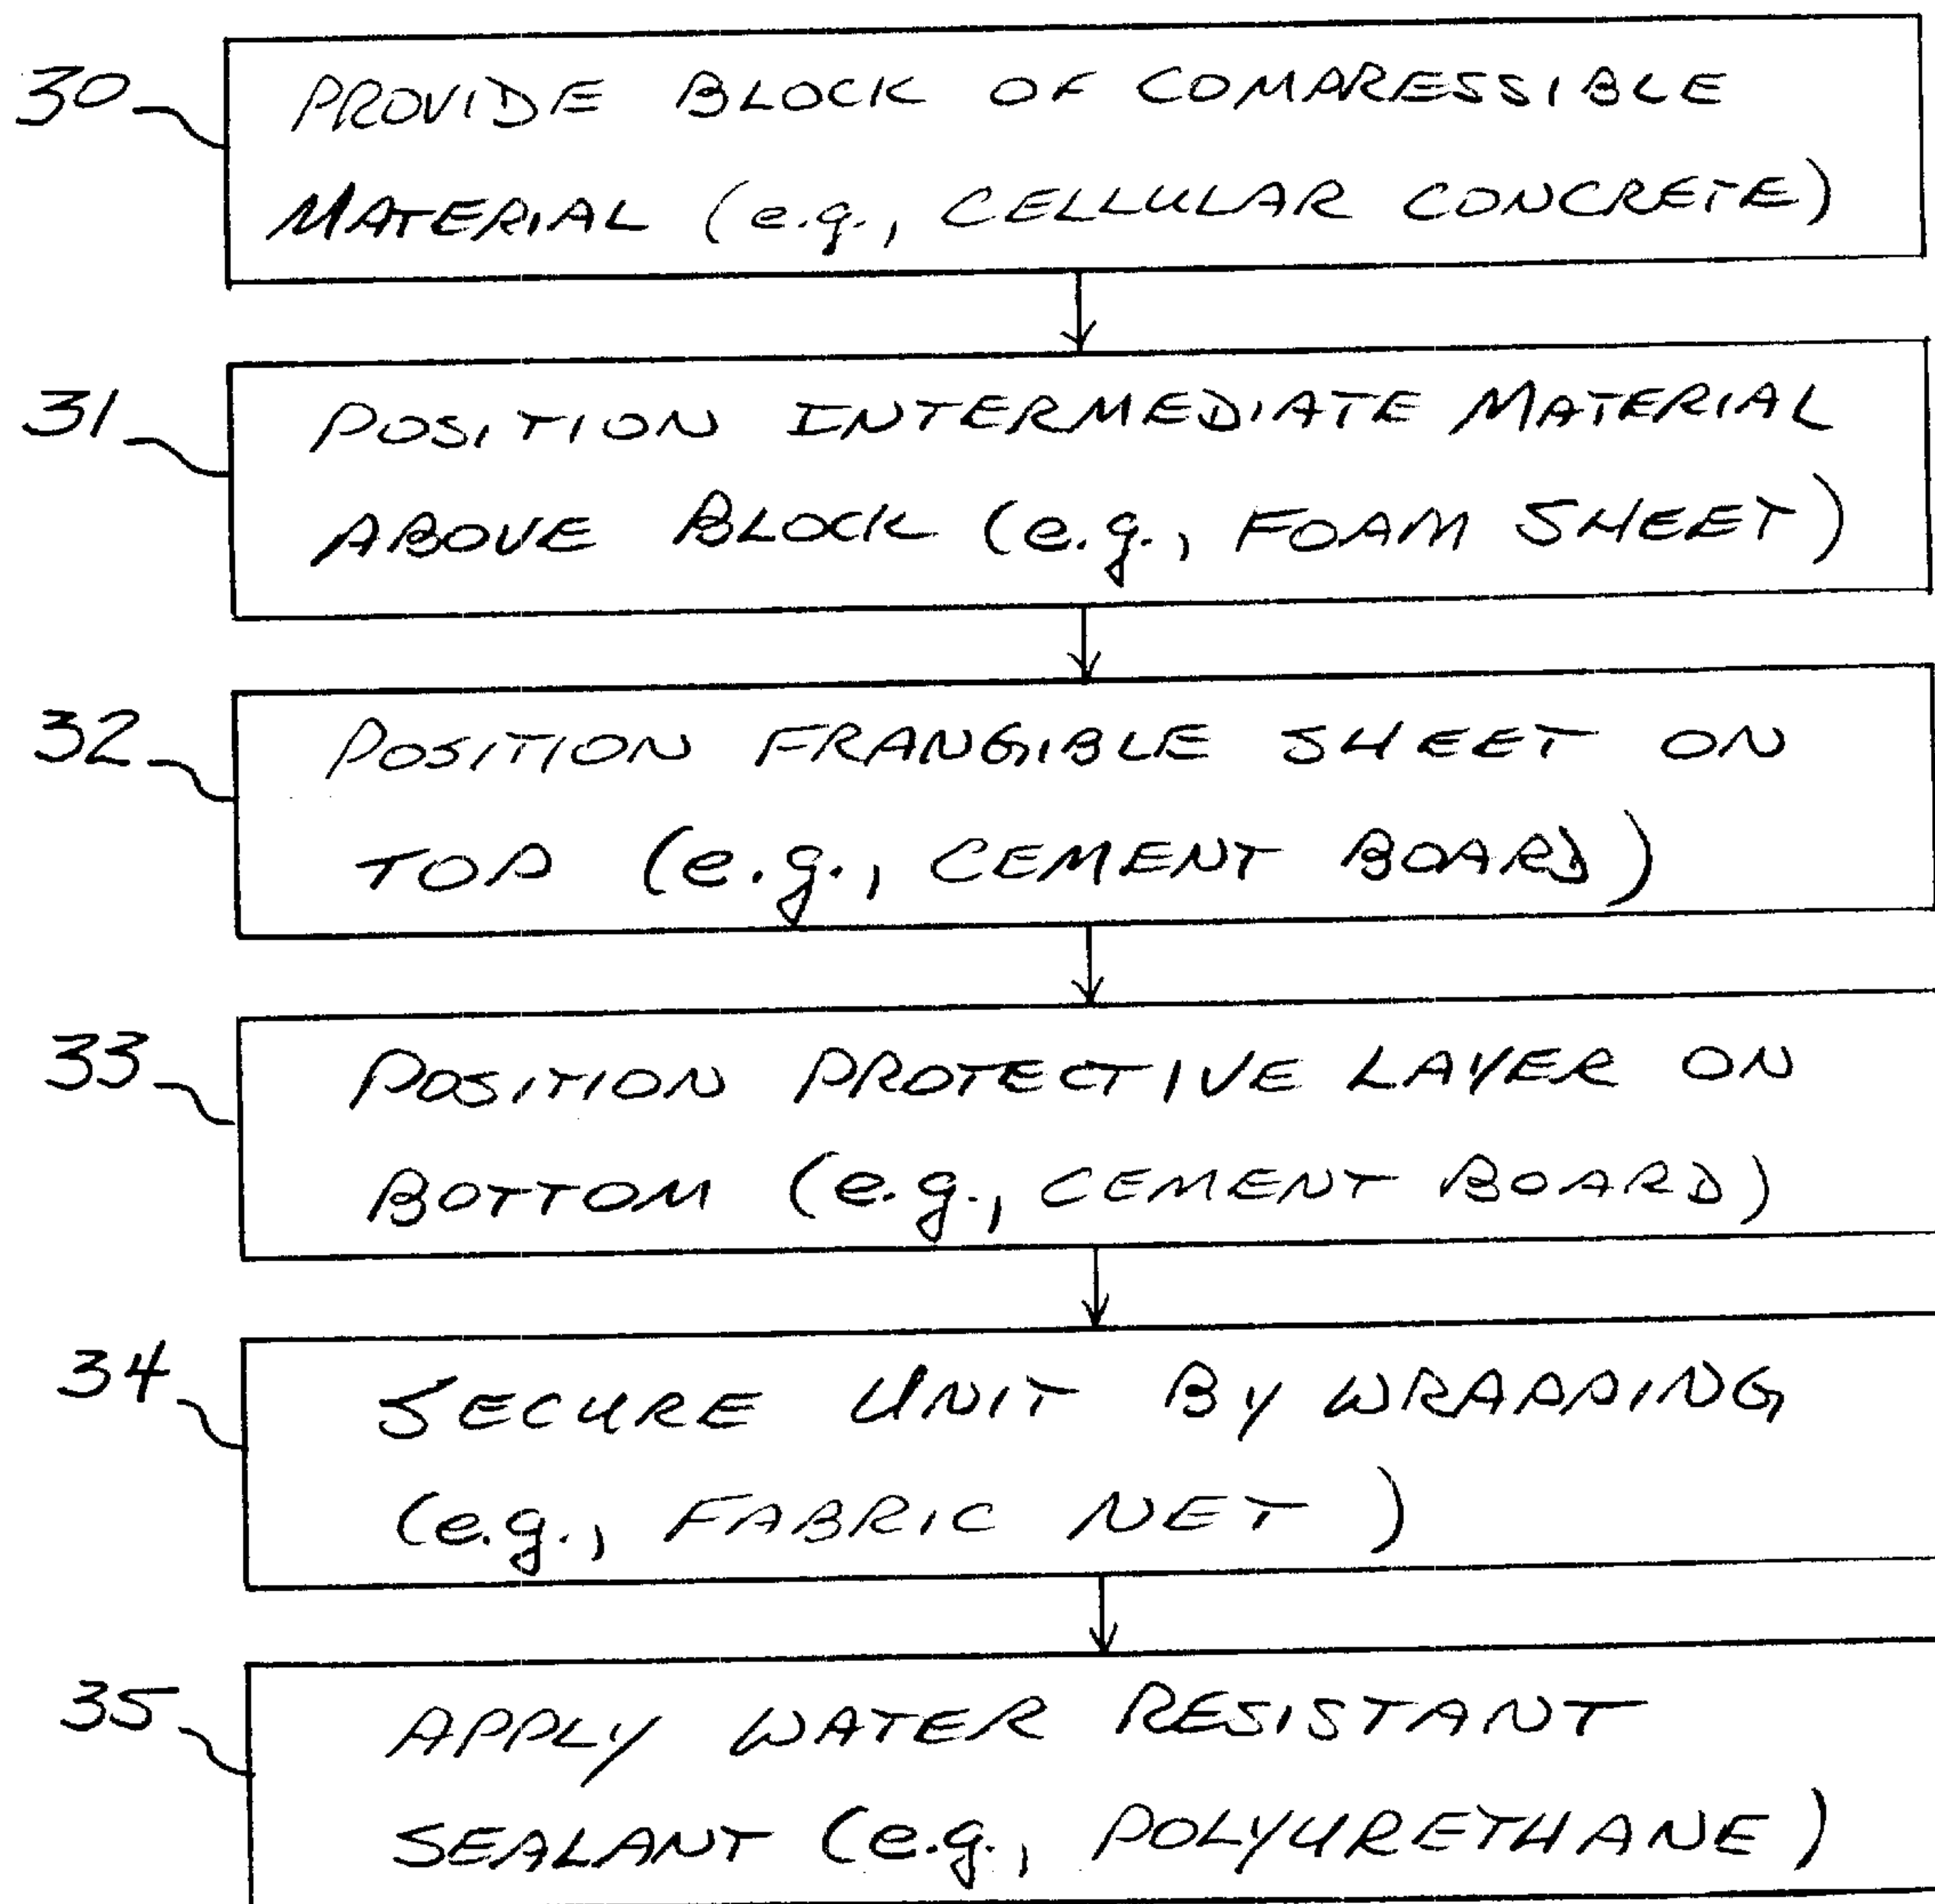 30
PROVIDE BLOCK OF COMPRESSIBLE
MATERIAL (e.g., CELLULAR CONCRETE)
31
POSITION INTERMEDIATE MATERIAL
ABOVE BLOCK (e.g., FOAM SHEET)
32
POSITION FRANGIBLE SHEET ON
TOP (e.g., CEMENT BOARD)
33
POSITION PROTECTIVE LAYER ON
BOTTOM (e.g., CEMENT BOARD)
34
SECURE UNIT BY WRAPPING
(e.g., FABRIC NET)
35
APPLY WATER RESISTANT
SEALANT (e.g., POLYURETHANE)